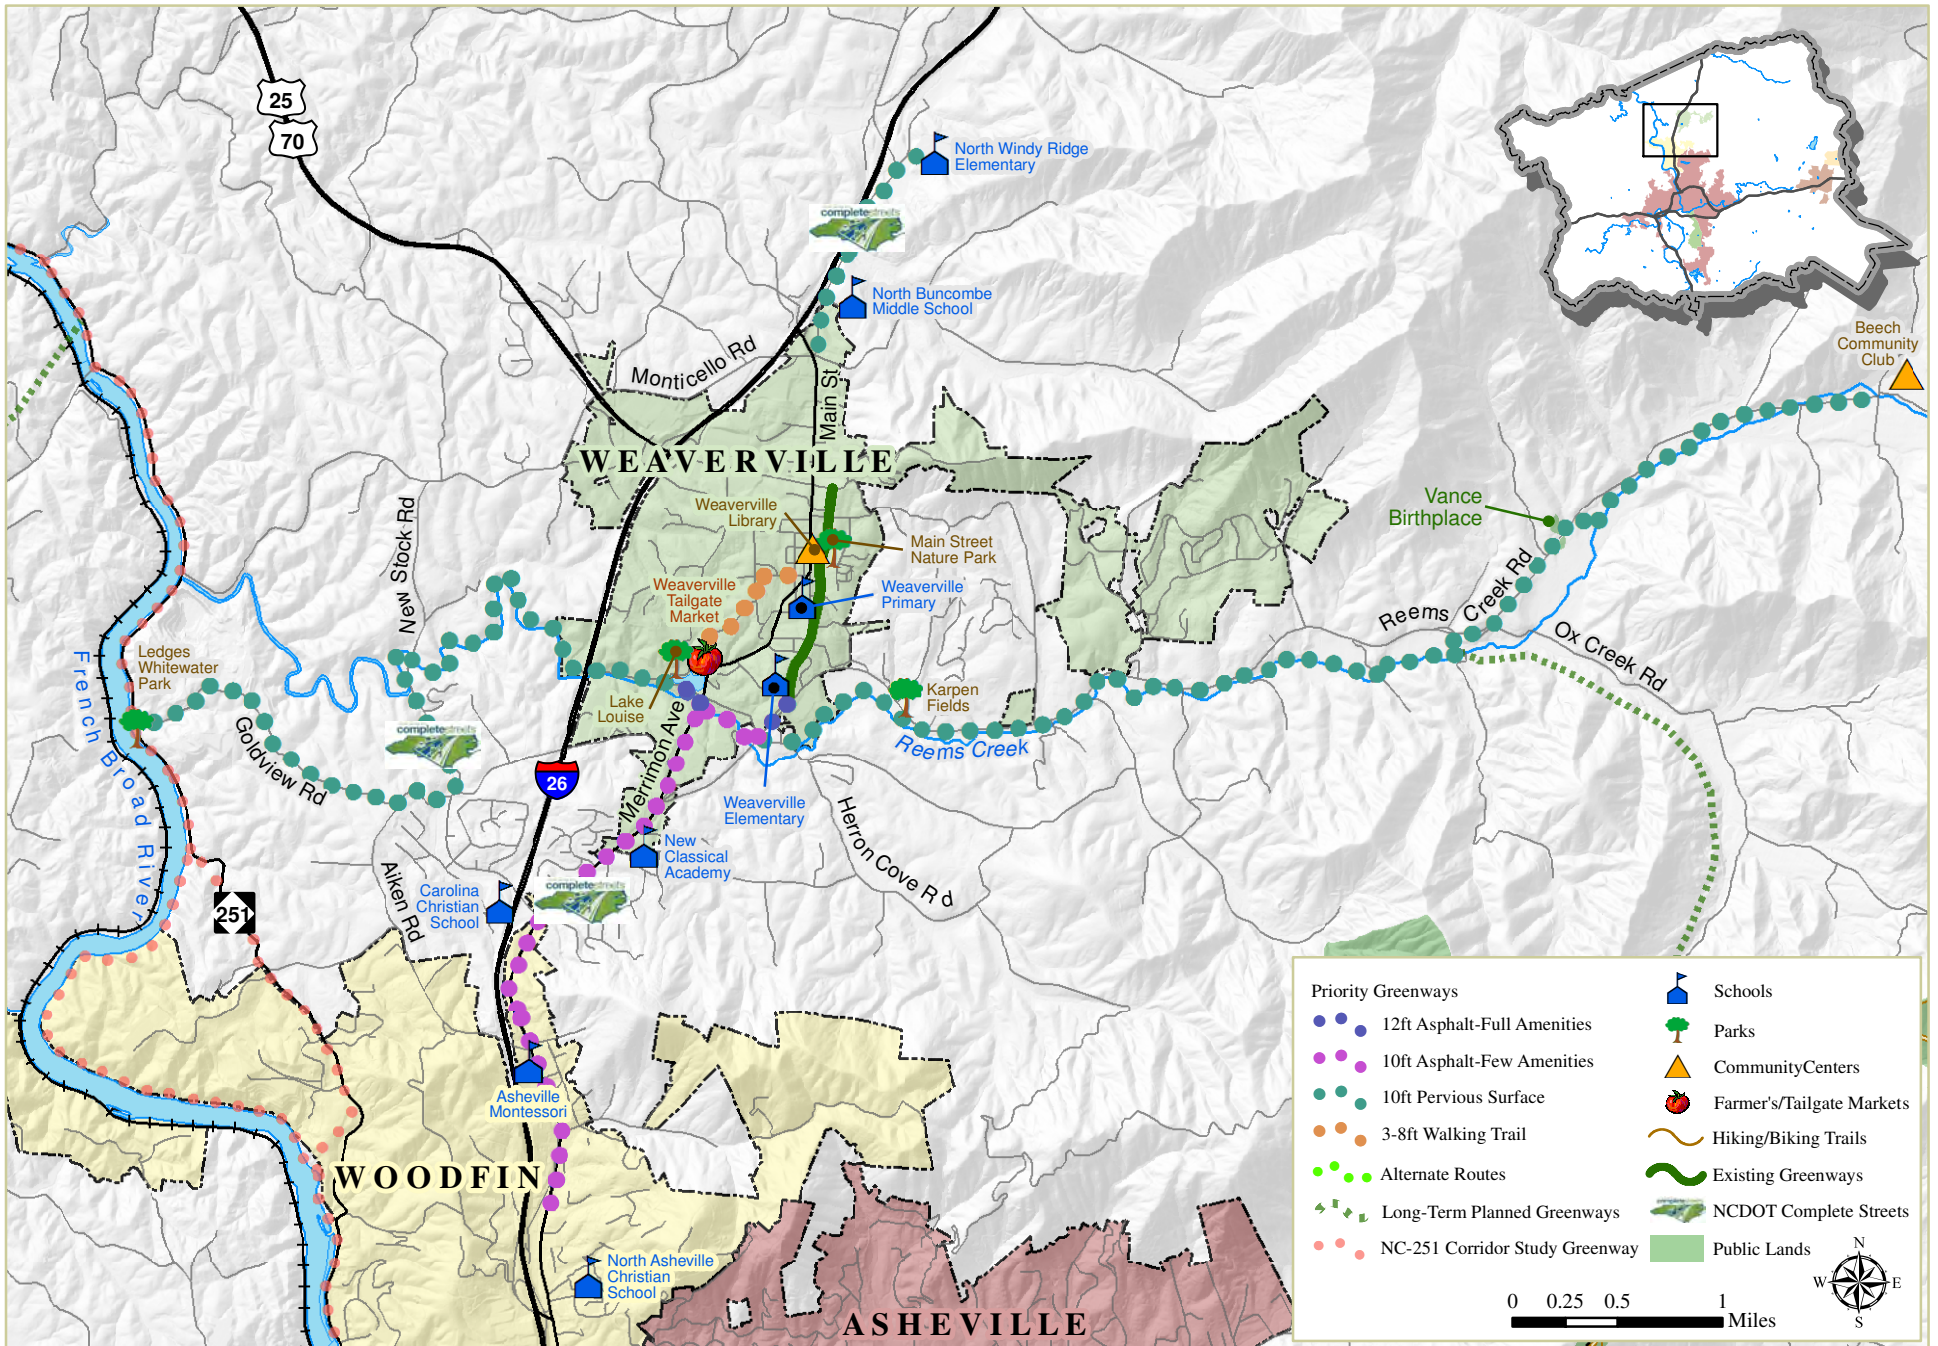 25
70
North Windy Ridge
Elementary
completestreets
North Buncombe
Middle School
Beech
Community
Club
Monticello Rd
Main St
WEAVERVILLE
Weaverville
Library
Main Street
Nature Park
Vance
Birthplace
New Stock Rd
Weaverville
Tailgate
Market
Weaverville
Primary
Reems Creek Rd
Ox Creek Rd
Ledges
Whitewater
Park
French Broad River
Goldview Rd
completestreets
Lake
Louise
Merrimon Ave
Karpen
Fields
Reems Creek
26
Weaverville
Elementary
Herron Cove Rd
New
Classical
Academy
Aiken Rd
Carolina
Christian
School
completestreets
251
Asheville
Montessori
WOODFIN
North Asheville
Christian
School
ASHEVILLE
Priority Greenways
12ft Asphalt-Full Amenities
10ft Asphalt-Few Amenities
10ft Pervious Surface
3-8ft Walking Trail
Alternate Routes
Long-Term Planned Greenways
NC-251 Corridor Study Greenway
Schools
Parks
CommunityCenters
Farmer's/Tailgate Markets
Hiking/Biking Trails
Existing Greenways
completestreets
NCDOT Complete Streets
Public Lands
N
W E
S
0 0.25 0.5 1
Miles